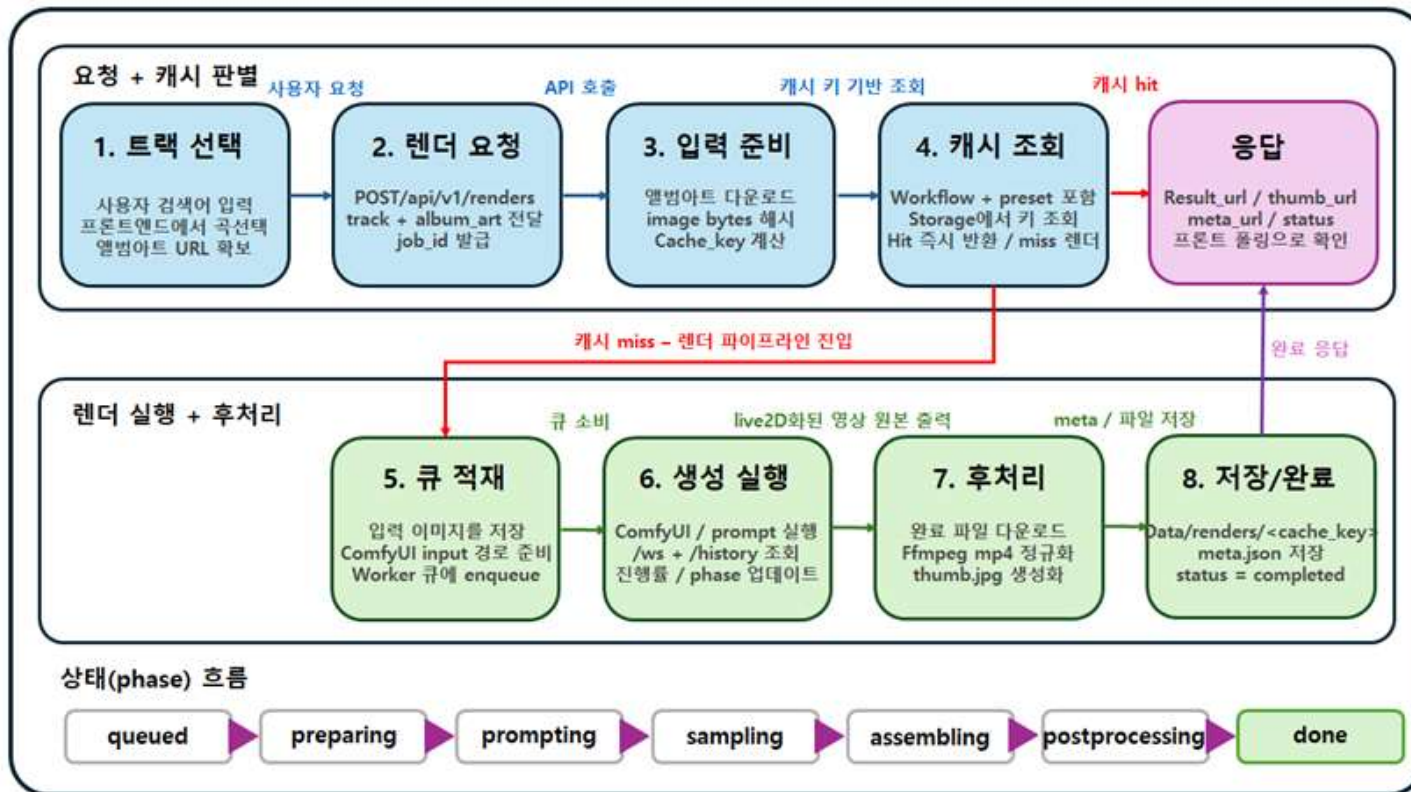 요청 + 캐시 판별
사용자 요청
API 호출
캐시 키 기반 조회
캐시 hit
1. 트랙 선택
사용자 검색어 입력
프론트엔드에서 곡선택
앨범아트 URL 확보
2. 렌더 요청
POST/api/v1/renders
track + album_art 전달
job_id 발급
3. 입력 준비
앨범아트 다운로드
image bytes 해시
Cache_key 계산
4. 캐시 조회
Workflow + preset 포함
Storage에서 키 조회
Hit 즉시 반환 / miss 렌더
응답
Result_url / thumb_url
meta_url / status
프론트 폴링으로 확인
캐시 miss – 렌더 파이프라인 진입
완료 응답
렌더 실행 + 후처리
큐 소비
live2D화된 영상 원본 출력
meta / 파일 저장
5. 큐 적재
입력 이미지를 저장
ComfyUI input 경로 준비
Worker 큐에 enqueue
6. 생성 실행
ComfyUI / prompt 실행
/ws + /history 조회
진행률 / phase 업데이트
7. 후처리
완료 파일 다운로드
Ffmpeg mp4 정규화
thumb.jpg 생성화
8. 저장/완료
Data/renders/<cache_key>
meta.json 저장
status = completed
상태(phase) 흐름
queued
preparing
prompting
sampling
assembling
postprocessing
done